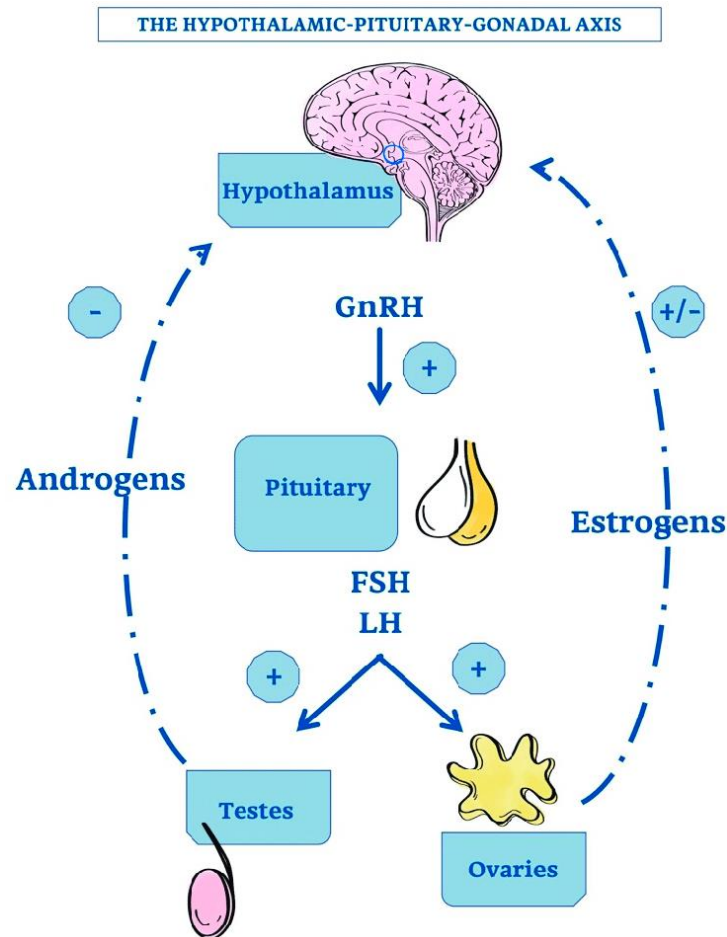 THE HYPOTHALAMIC-PITUITARY-GONADAL AXIS
Hypothalamus
-
+/-
GnRH
+
Androgens
Pituitary
Estrogens
FSH
LH
+
+
Testes
Ovaries